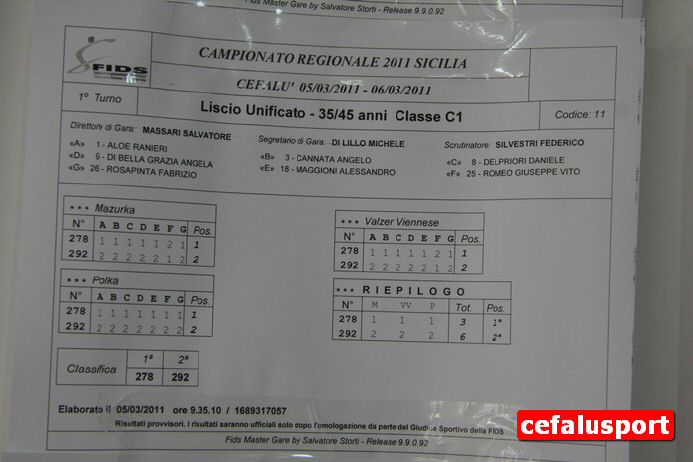 Fids Master Gare by Salvatore Storti - Release 9.9.0.92
FIDS
CAMPIONATO REGIONALE 2011 SICILIA
CEFALU' 05/03/2011 - 06/03/2011
1° Turno
Liscio Unificato - 35/45 anni Classe C1
Codice: 11
Direttore di Gara: MASSARI SALVATORE
Segretario di Gara: DI LILLO MICHELE
Scrutinatore: SILVESTRI FEDERICO
«A» 1 - ALOE RANIERI
«B» 3 - CANNATA ANGELO
«C» 8 - DELPRIORI DANIELE
«D» 9 - DI BELLA GRAZIA ANGELA
«E» 18 - MAGGIONI ALESSANDRO
«F» 25 - ROMEO GIUSEPPE VITO
«G» 26 - ROSAPINTA FABRIZIO
*** Mazurka
N° A B C D E F G Pos.
278 1 1 1 1 1 2 1 1
292 2 2 2 2 2 1 2 2
*** Valzer Viennese
N° A B C D E F G Pos.
278 1 1 1 1 1 2 1 1
292 2 2 2 2 2 1 2 2
*** Polka
N° A B C D E F G Pos.
278 1 1 1 1 1 1 1 1
292 2 2 2 2 2 2 2 2
*** RIEPILOGO
N° M VV P Tot. Pos.
278 1 1 1 3 1ª
292 2 2 2 6 2ª
Classifica 1ª 2ª
278 292
Elaborato il 05/03/2011 ore 9.35.10 / 1689317057
Risultati provvisori. I risultati saranno ufficiali solo dopo l'omologazione da parte del Giudice Sportivo della FIDS
Fids Master Gare by Salvatore Storti - Release 9.9.0.92
cefalusport